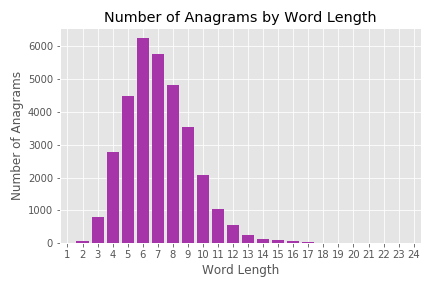 Number of Anagrams by Word Length
6000
5000
4000
3000
2000
1000
0
Number of Anagrams
1 2 3 4 5 6 7 8 9 10 11 12 13 14 15 16 17 18 19 20 21 22 23 24
Word Length